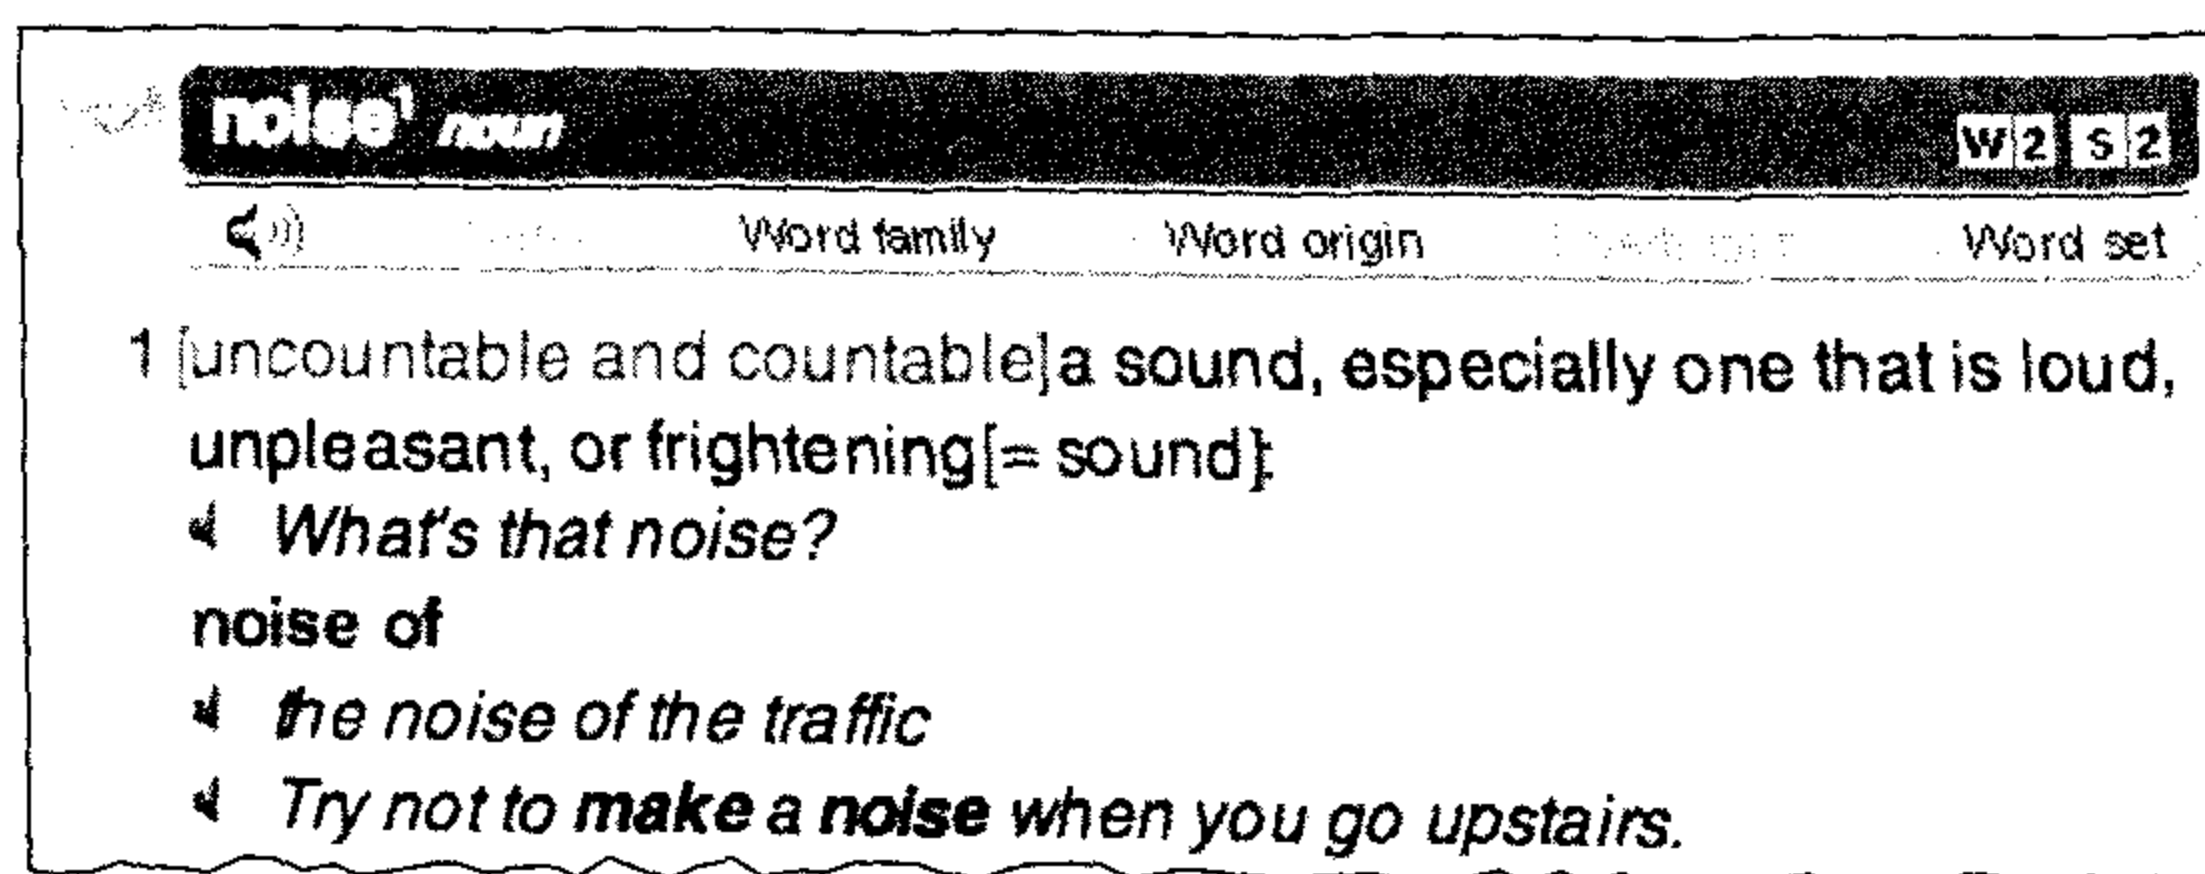 noise¹ noun W2 S2
Word family Word origin Word set
1 [uncountable and countable] a sound, especially one that is loud,
unpleasant, or frightening [= sound]:
What's that noise?
noise of
the noise of the traffic
Try not to make a noise when you go upstairs.